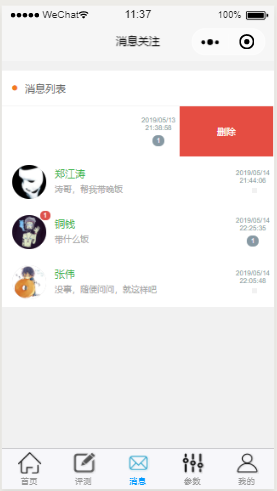 WeChat 11:37 100%
消息关注
消息列表
2019/05/13
21:36:58
1
删除
郑江涛
2019/05/14
21:44:06
涛哥，帮我带晚饭
1
铜钱
2019/05/14
22:25:35
带什么饭
1
张伟
2019/05/14
22:05:48
没事，随便问问，就这样吧
首页 评测 消息 参数 我的